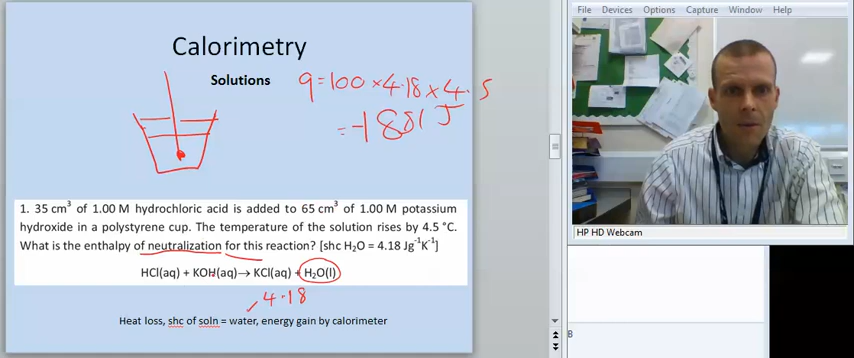 File Devices Options Capture Window Help
Calorimetry
Solutions
q = 100 × 4.18 × 4.5
= -1881 J
1. 35 cm³ of 1.00 M hydrochloric acid is added to 65 cm³ of 1.00 M potassium
hydroxide in a polystyrene cup. The temperature of the solution rises by 4.5 °C.
What is the enthalpy of neutralization for this reaction? [shc H₂O = 4.18 Jg⁻¹K⁻¹]
HCl(aq) + KOH(aq)→ KCl(aq) + H₂O(l)
4.18
Heat loss, shc of soln = water, energy gain by calorimeter
HP HD Webcam
B